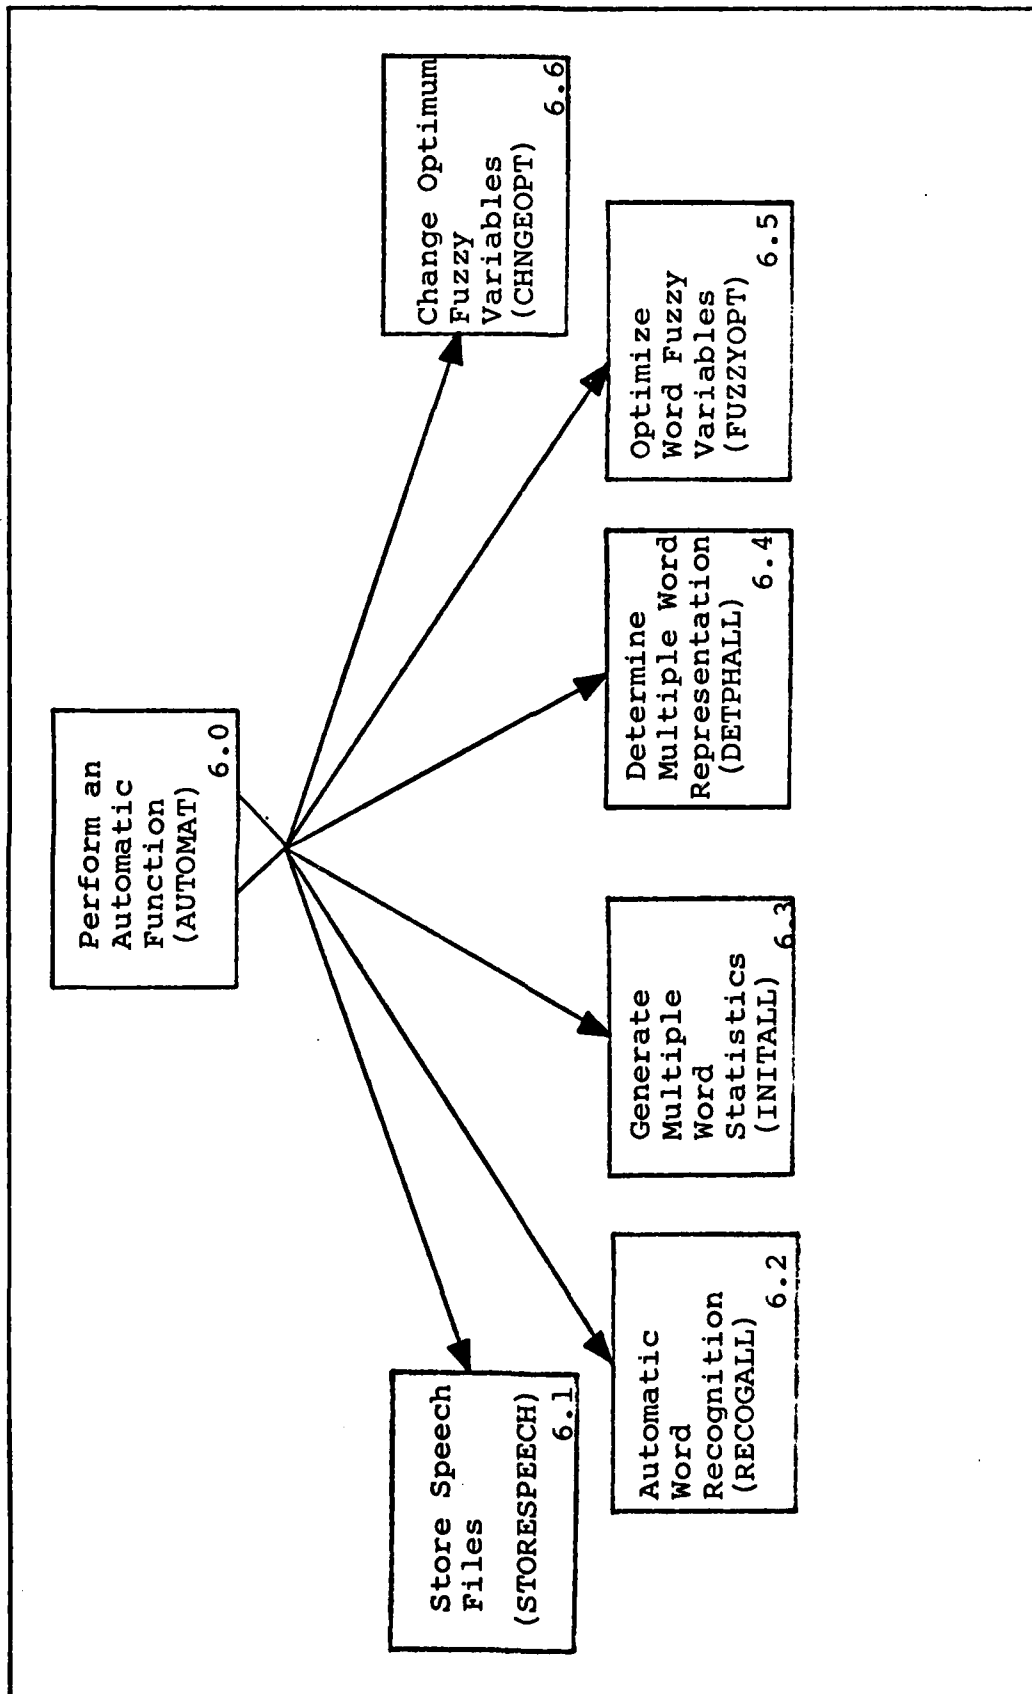 Perform an
Automatic
Function
(AUTOMAT)
6.0
Store Speech
Files
(STORESPEECH)
6.1
Automatic
Word
Recognition
(RECOGALL)
6.2
Generate
Multiple
Word
Statistics
(INITALL)
6.3
Determine
Multiple Word
Representation
(DETPHALL)
6.4
Optimize
Word Fuzzy
Variables
(FUZZYOPT)
6.5
Change Optimum
Fuzzy
Variables
(CHNGEOPT)
6.6